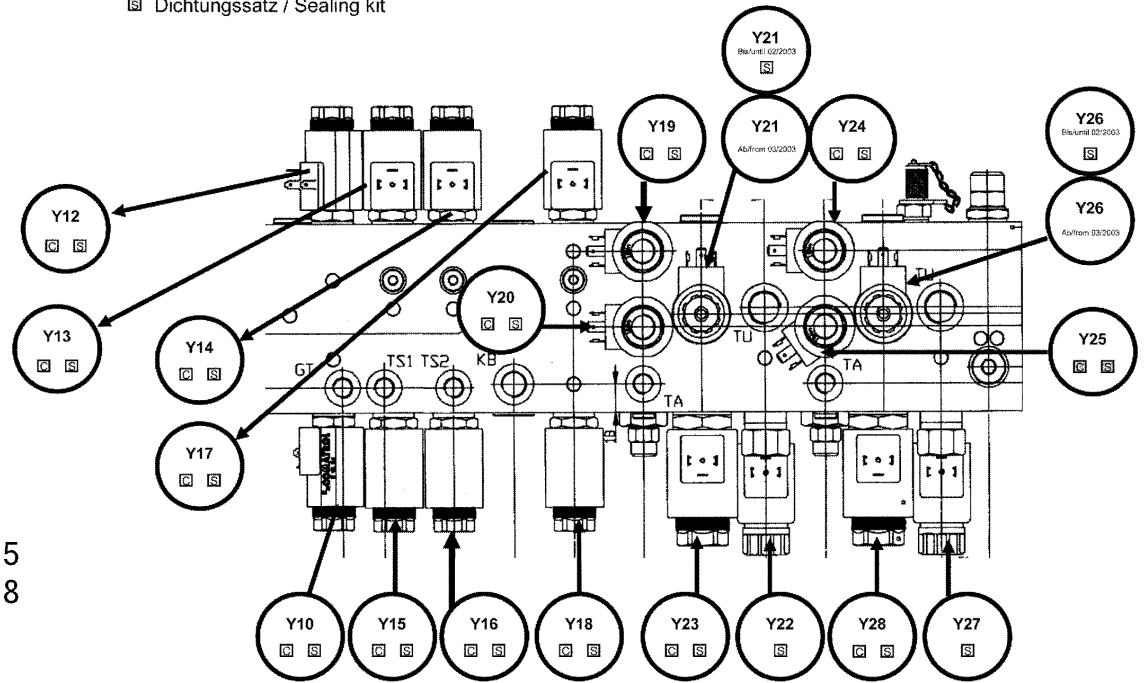 S Dichtungssatz / Sealing kit
Y21
Bis/until 02/2003
S
Y19
C S
Y21
Ab/from 03/2003
Y24
C S
Y26
Bis/until 02/2003
S
Y26
Ab/from 03/2003
Y12
C S
Y13
C S
Y14
C S
Y20
C S
Y25
C S
Y17
C S
GT
TS1 TS2
KB
TA
TU
TA
TU
18
5
8
Y10
C S
Y15
C S
Y16
C S
Y18
C S
Y23
C S
Y22
S
Y28
C S
Y27
S